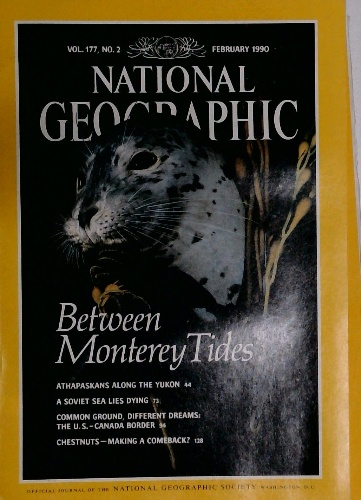 VOL. 177, NO. 2 FEBRUARY 1990
NATIONAL
GEOGRAPHIC
Between
Monterey Tides
ATHAPASKANS ALONG THE YUKON 44
A SOVIET SEA LIES DYING 73
COMMON GROUND, DIFFERENT DREAMS:
THE U.S.–CANADA BORDER 94
CHESTNUTS—MAKING A COMEBACK? 128
OFFICIAL JOURNAL OF THE NATIONAL GEOGRAPHIC SOCIETY WASHINGTON, D.C.